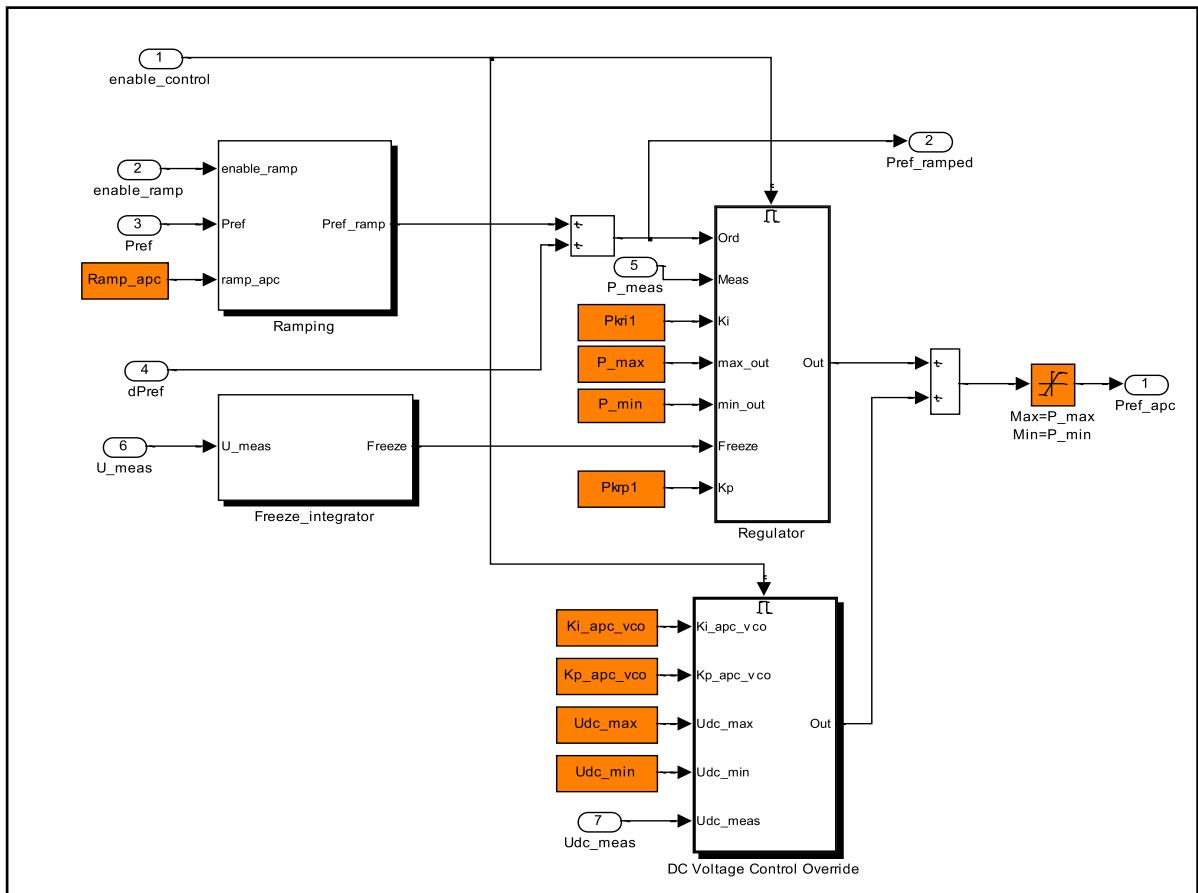 1
enable_control
2
Pref_ramped
2
enable_ramp
3
Pref
Ramp_apc
enable_ramp
Pref
ramp_apc
Pref_ramp
Ramping
+
+
5
P_meas
Pkri1
P_max
P_min
Pkrp1
Ord
Meas
Ki
max_out
min_out
Freeze
Kp
Out
Regulator
4
dPref
6
U_meas
U_meas
Freeze
Freeze_integrator
+
+
Max=P_max
Min=P_min
1
Pref_apc
Ki_apc_vco
Kp_apc_vco
Udc_max
Udc_min
7
Udc_meas
Ki_apc_vco
Kp_apc_vco
Udc_max
Udc_min
Udc_meas
Out
DC Voltage Control Override